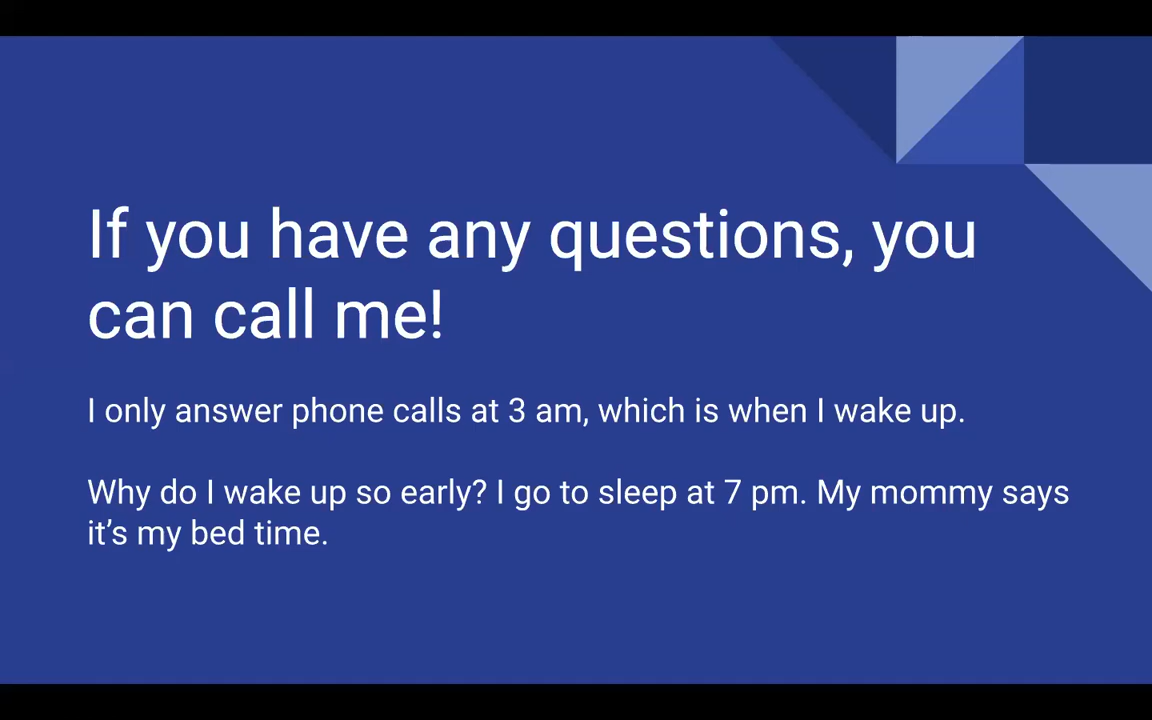 If you have any questions, you
can call me!
I only answer phone calls at 3 am, which is when I wake up.
Why do I wake up so early? I go to sleep at 7 pm. My mommy says
it’s my bed time.